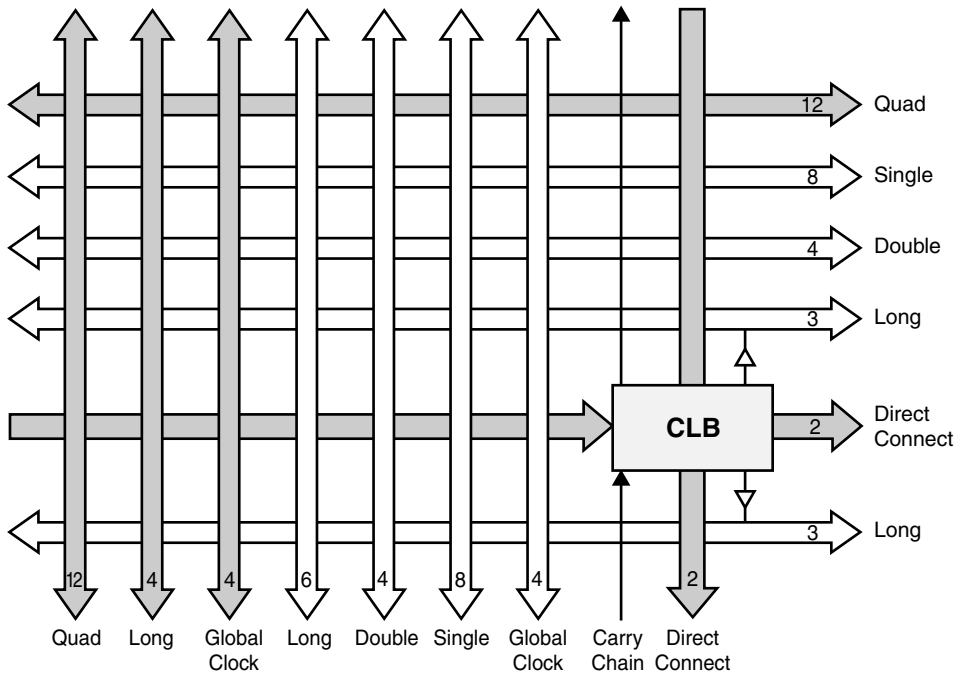 12 Quad
8 Single
4 Double
3 Long
CLB
2 Direct
Connect
3 Long
12 4 4 6 4 8 4 2
Quad Long Global Long Double Single Global Carry Direct
Clock Clock Chain Connect